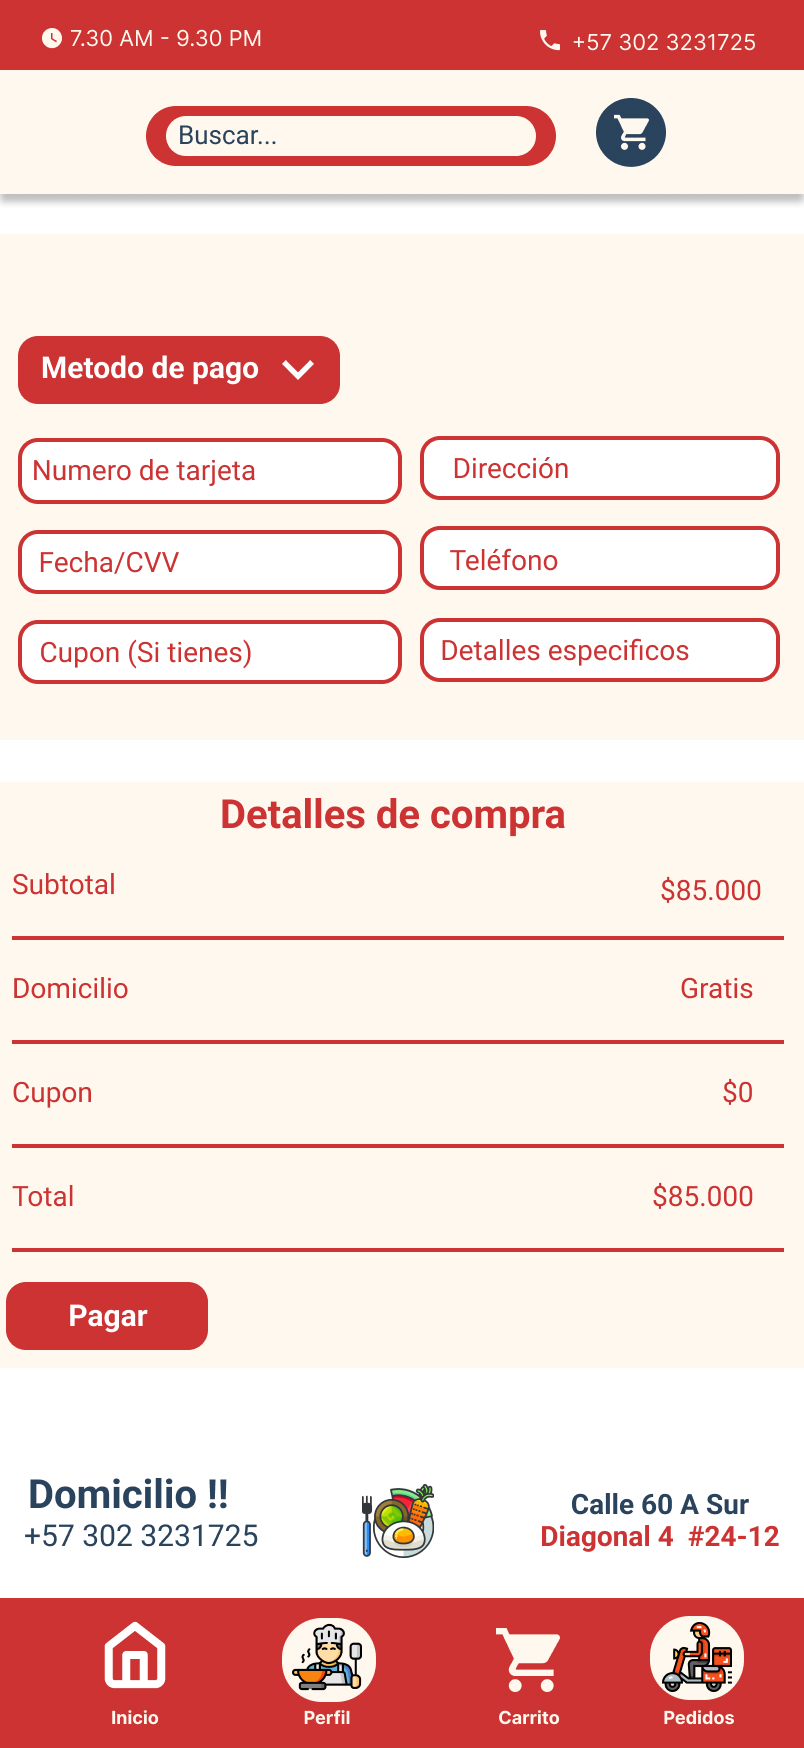 7.30 AM - 9.30 PM
+57 302 3231725
Buscar...
Metodo de pago
Numero de tarjeta
Dirección
Fecha/CVV
Teléfono
Cupon (Si tienes)
Detalles especificos
Detalles de compra
Subtotal
$85.000
Domicilio
Gratis
Cupon
$0
Total
$85.000
Pagar
Domicilio !!
+57 302 3231725
Calle 60 A Sur
Diagonal 4  #24-12
Inicio
Perfil
Carrito
Pedidos